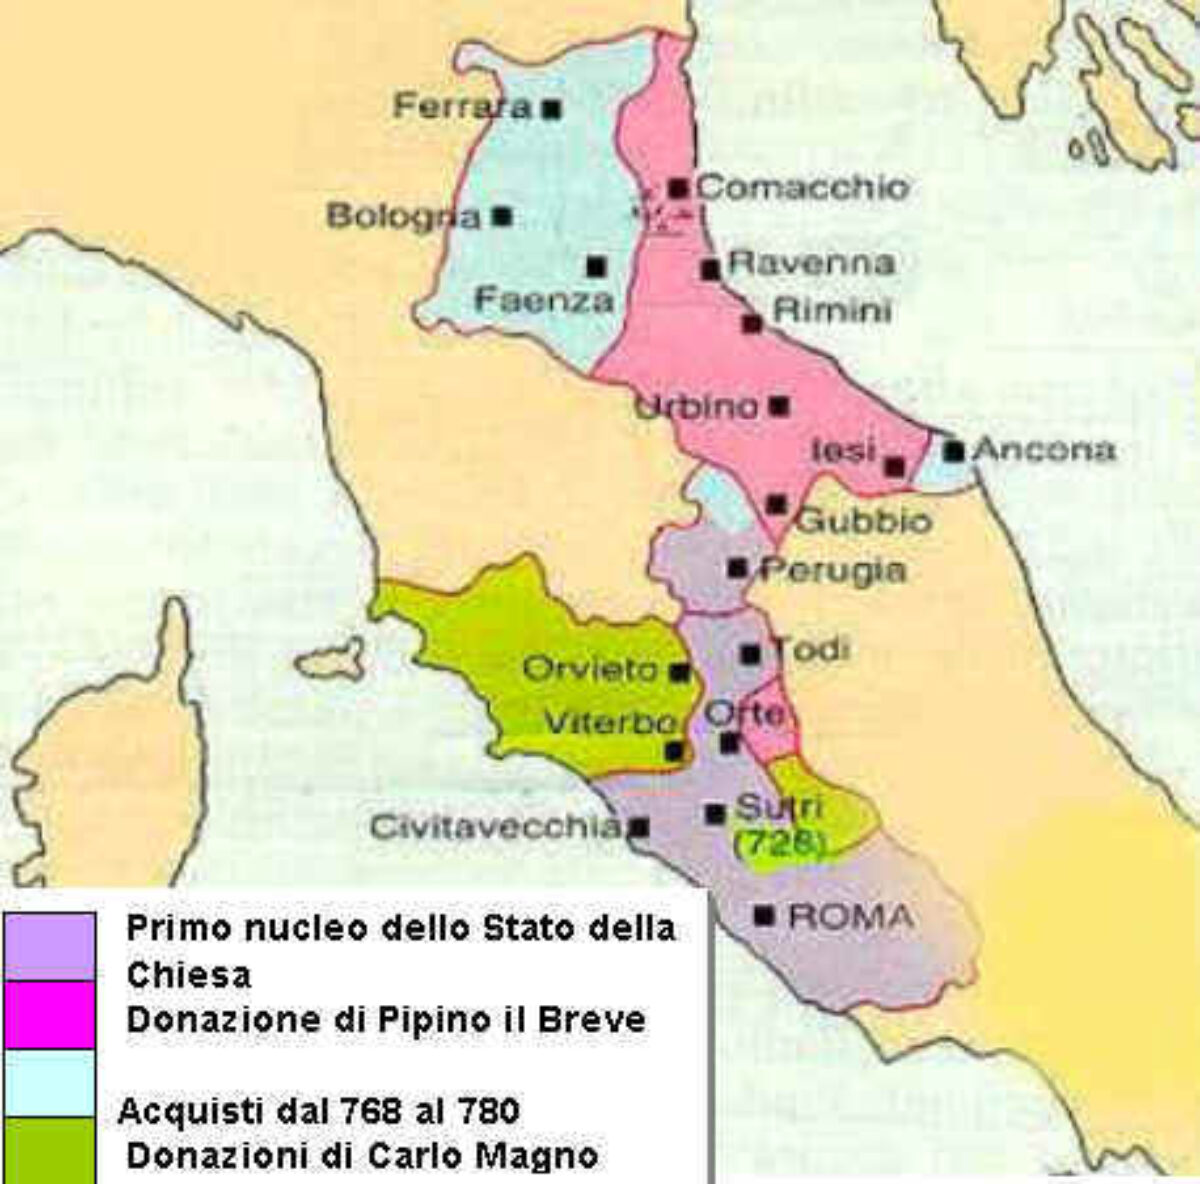 Ferrara
Comacchio
Bologna
Ravenna
Faenza
Rimini
Urbino
Iesi
Ancona
Gubbio
Perugia
Todi
Orvieto
Orte
Viterbo
Sutri
(728)
Civitavecchia
ROMA
Primo nucleo dello Stato della
Chiesa
Donazione di Pipino il Breve
Acquisti dal 768 al 780
Donazioni di Carlo Magno